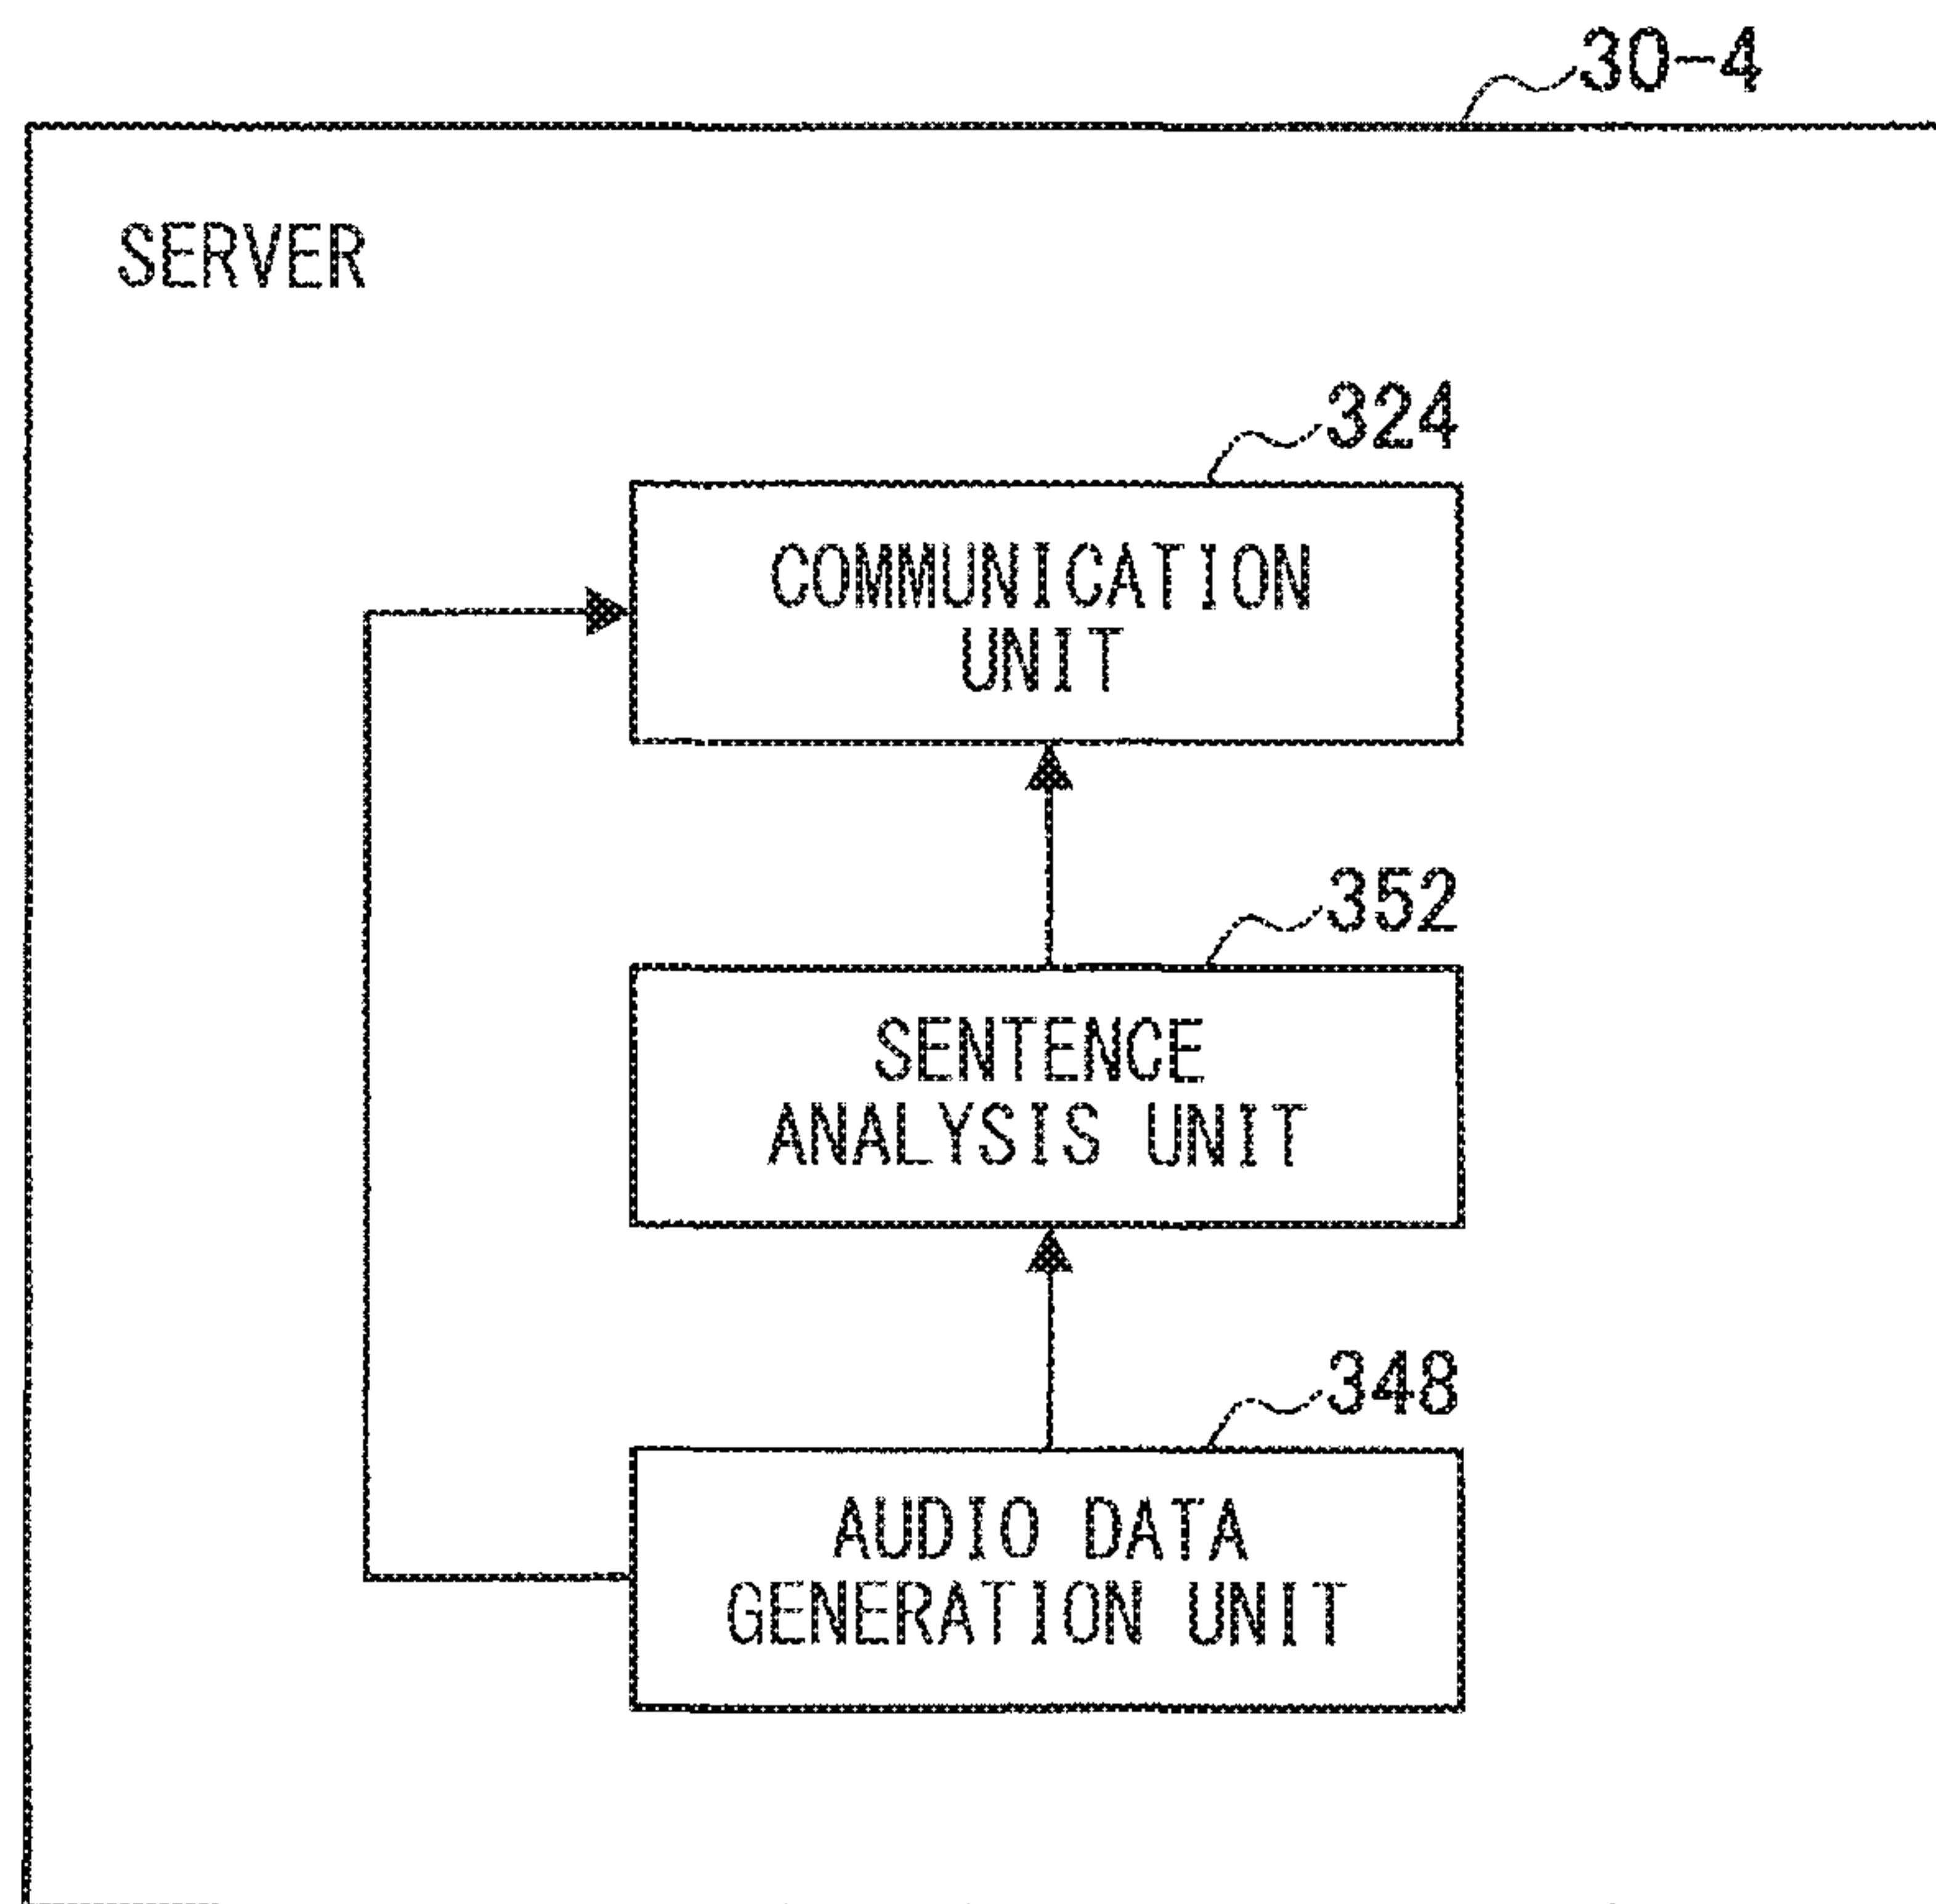 30-4
SERVER
324
COMMUNICATION
UNIT
352
SENTENCE
ANALYSIS UNIT
348
AUDIO DATA
GENERATION UNIT